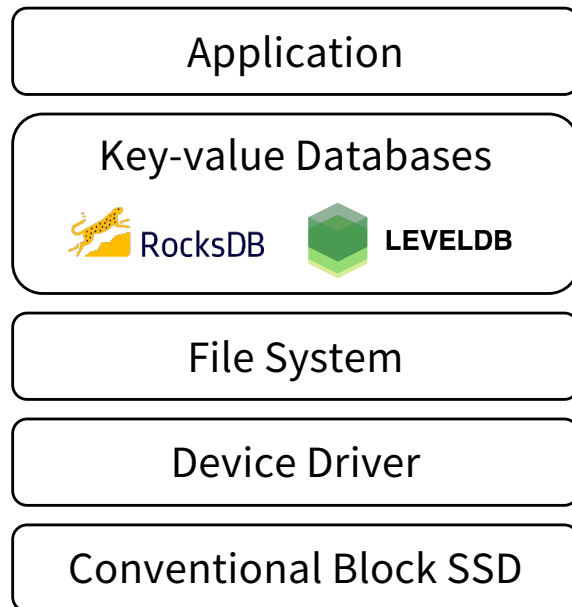 Application
Key-value Databases
RocksDB LEVELDB
File System
Device Driver
Conventional Block SSD